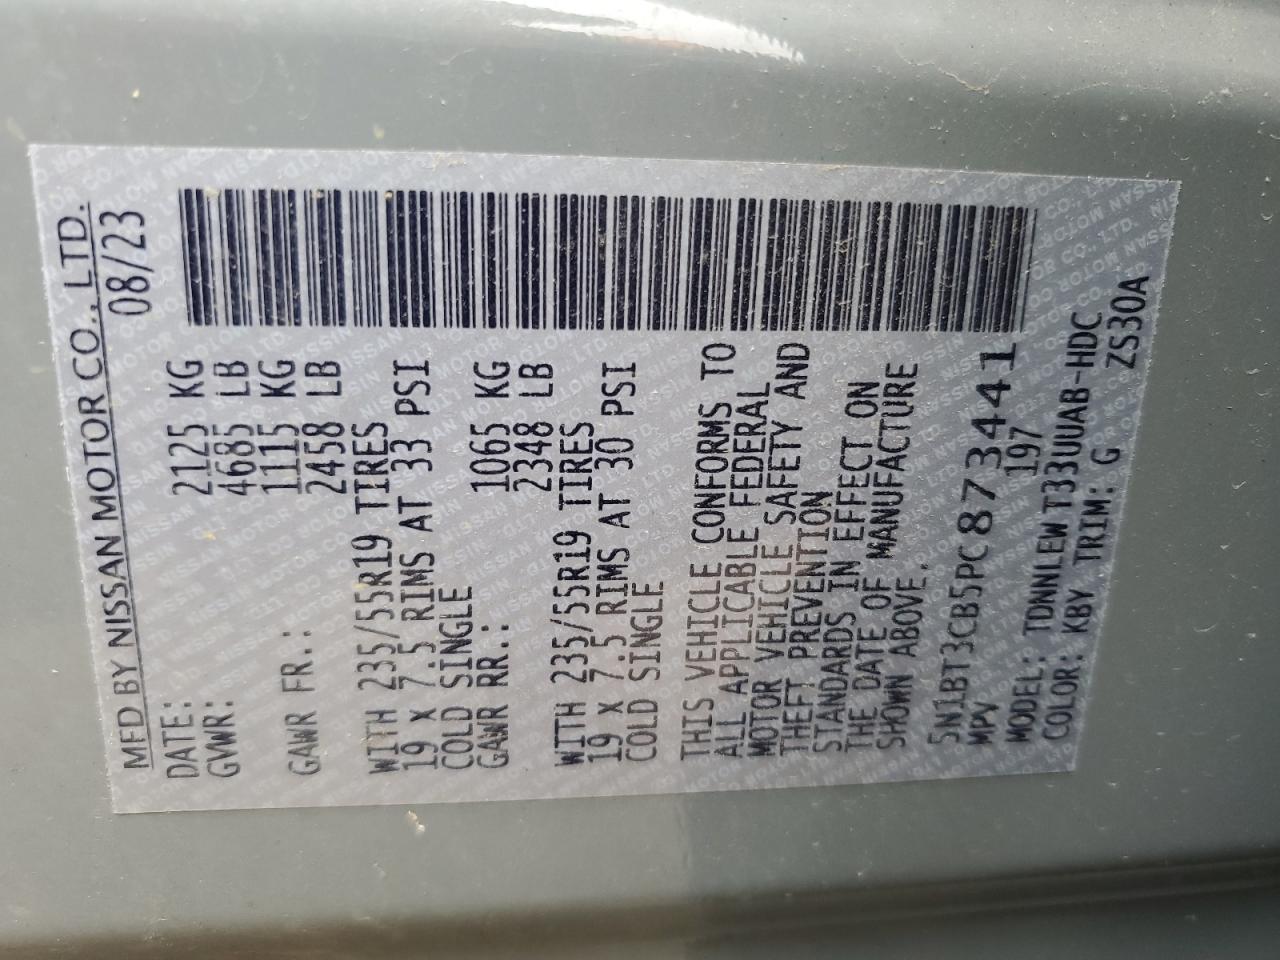 MFD BY NISSAN MOTOR CO., LTD.
DATE: 08/23
GVWR: 2125 KG
4685 LB
GAWR FR.: 1115 KG
2458 LB
WITH 235/55R19 TIRES
19 X 7.5 RIMS AT 33 PSI
COLD SINGLE
GAWR RR.: 1065 KG
2348 LB
WITH 235/55R19 TIRES
19 X 7.5 RIMS AT 30 PSI
COLD SINGLE
THIS VEHICLE CONFORMS TO
ALL APPLICABLE FEDERAL
MOTOR VEHICLE SAFETY AND
THEFT PREVENTION
STANDARDS IN EFFECT ON
THE DATE OF MANUFACTURE
SHOWN ABOVE.
5N1BT3CB5PC873441
MPV 197
MODEL: TDNNLEWT33UUAB-HDC
COLOR: KBY TRIM: G ZS30A